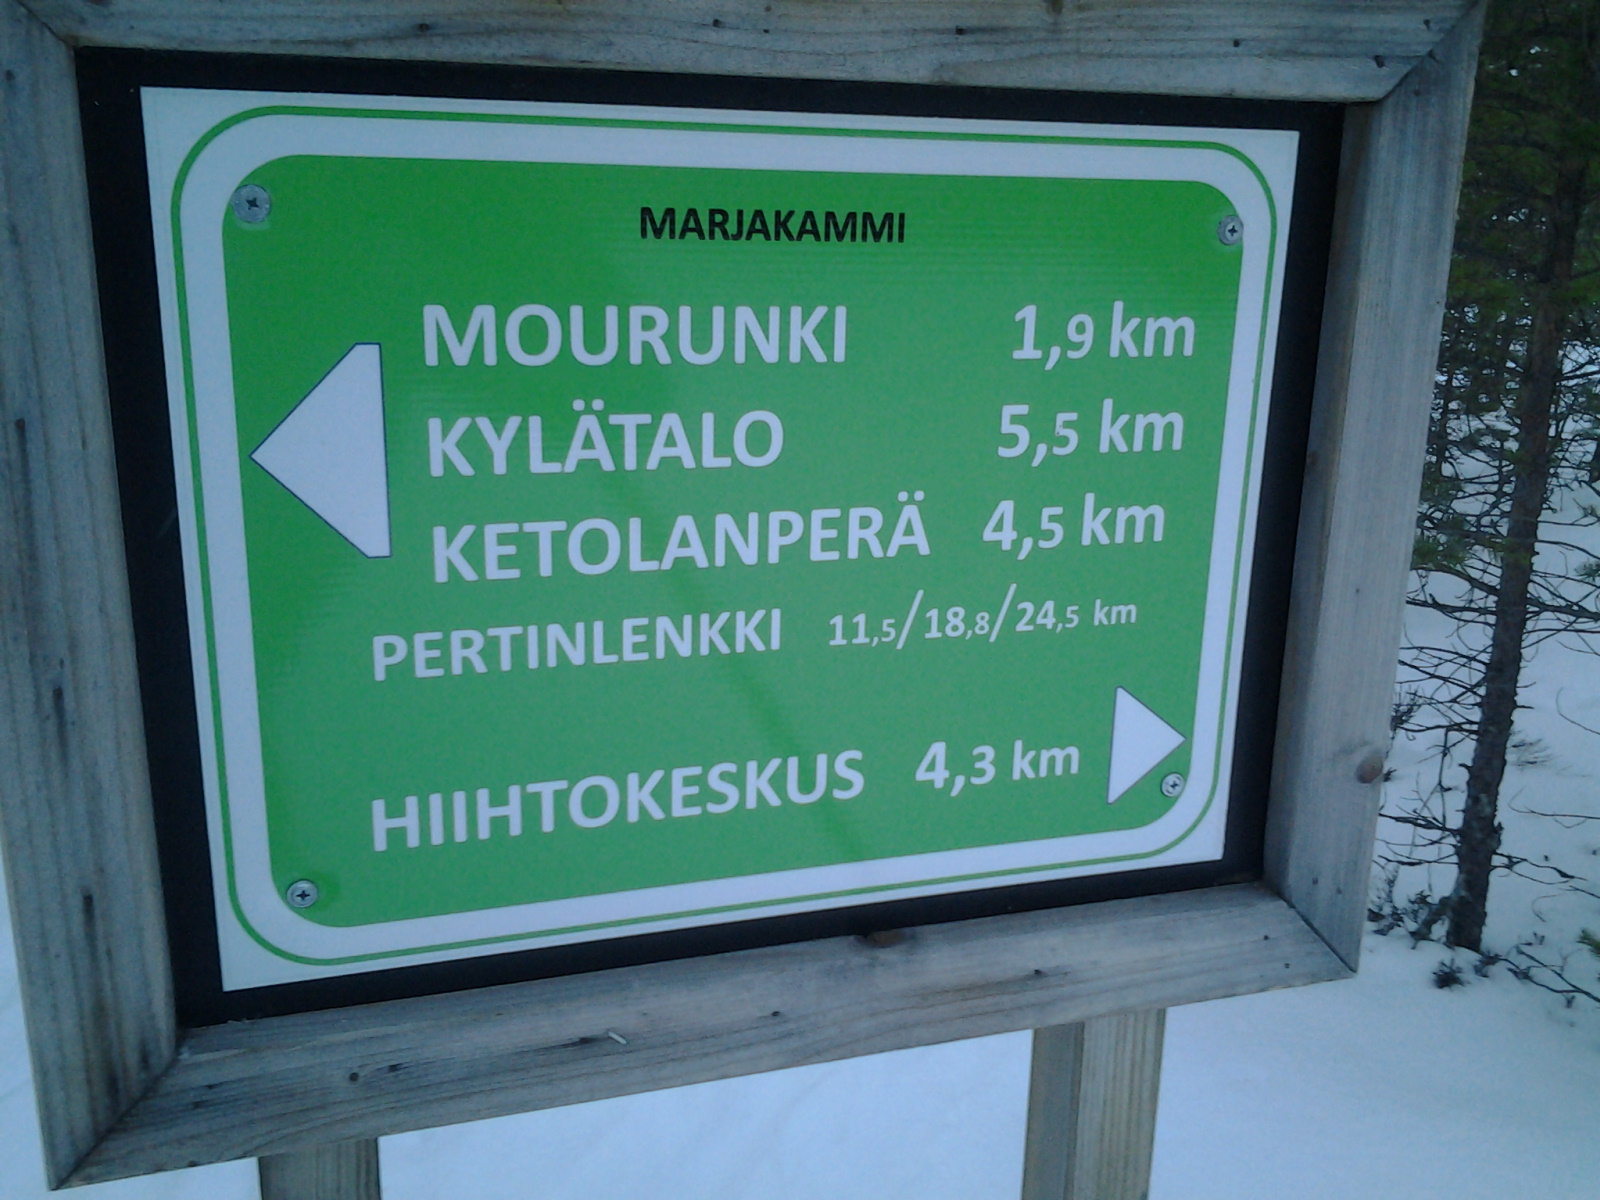 MARJAKAMMI
MOURUNKI 1,9 km
KYLÄTALO 5,5 km
KETOLANPERÄ 4,5 km
PERTINLENKKI 11,5/18,8/24,5 km
HIIHTOKESKUS 4,3 km